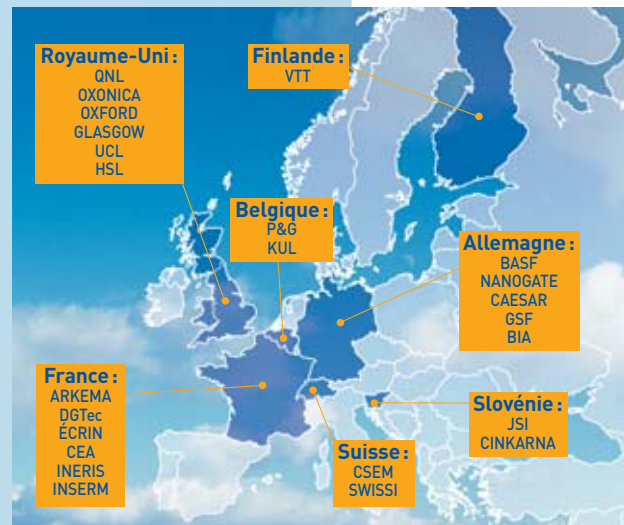 Royaume-Uni :
QNL
OXONICA
OXFORD
GLASGOW
UCL
HSL
Finlande :
VTT
Belgique :
P&G
KUL
Allemagne :
BASF
NANOGATE
CAESAR
GSF
BIA
France :
ARKEMA
DGTec
ÉCRIN
CEA
INERIS
INSERM
Suisse :
CSEM
SWISSI
Slovénie :
JSI
CINKARNA